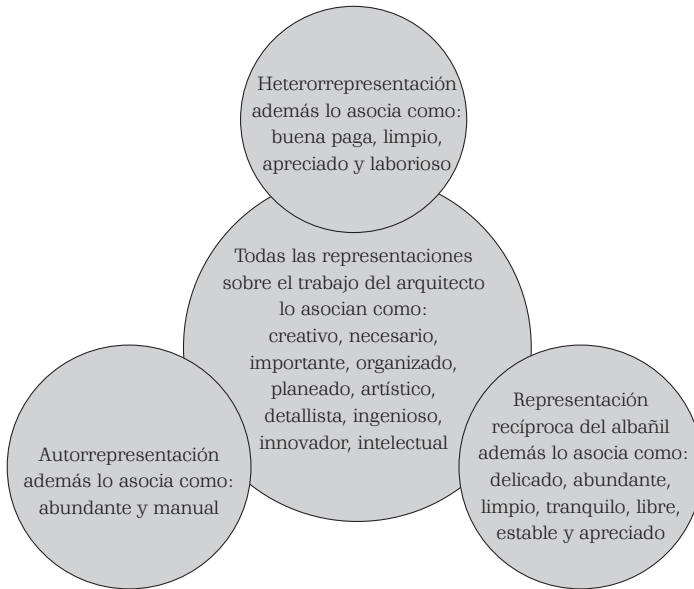 Heterorrepresentación
además lo asocia como:
buena paga, limpio,
apreciado y laborioso
Todas las representaciones
sobre el trabajo del arquitecto
lo asocian como:
creativo, necesario,
importante, organizado,
planeado, artístico,
detallista, ingenioso,
innovador, intelectual
Autorrepresentación
además lo asocia como:
abundante y manual
Representación
recíproca del albañil
además lo asocia como:
delicado, abundante,
limpio, tranquilo, libre,
estable y apreciado